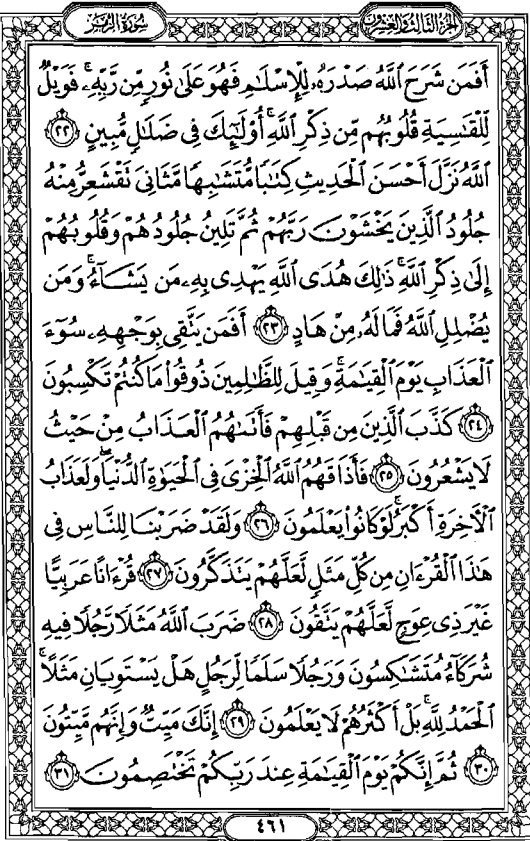 سُورَةُ الزُّمَرِ
الجزء الثالث والعشرون
أَفَمَن شَرَحَ ٱللَّهُ صَدْرَهُۥ لِلْإِسْلَٰمِ فَهُوَ عَلَىٰ نُورٍ مِّن رَّبِّهِۦ ۚ فَوَيْلٌ
لِّلْقَٰسِيَةِ قُلُوبُهُم مِّن ذِكْرِ ٱللَّهِ ۚ أُو۟لَٰٓئِكَ فِى ضَلَٰلٍ مُّبِينٍ ٢٢
ٱللَّهُ نَزَّلَ أَحْسَنَ ٱلْحَدِيثِ كِتَٰبًا مُّتَشَٰبِهًا مَّثَانِىَ تَقْشَعِرُّ مِنْهُ
جُلُودُ ٱلَّذِينَ يَخْشَوْنَ رَبَّهُمْ ثُمَّ تَلِينُ جُلُودُهُمْ وَقُلُوبُهُمْ
إِلَىٰ ذِكْرِ ٱللَّهِ ۚ ذَٰلِكَ هُدَى ٱللَّهِ يَهْدِى بِهِۦ مَن يَشَآءُ ۚ وَمَن
يُضْلِلِ ٱللَّهُ فَمَا لَهُۥ مِنْ هَادٍ ٢٣ أَفَمَن يَتَّقِى بِوَجْهِهِۦ سُوٓءَ
ٱلْعَذَابِ يَوْمَ ٱلْقِيَٰمَةِ ۚ وَقِيلَ لِلظَّٰلِمِينَ ذُوقُوا۟ مَا كُنتُمْ تَكْسِبُونَ
٢٤ كَذَّبَ ٱلَّذِينَ مِن قَبْلِهِمْ فَأَتَىٰهُمُ ٱلْعَذَابُ مِنْ حَيْثُ
لَا يَشْعُرُونَ ٢٥ فَأَذَاقَهُمُ ٱللَّهُ ٱلْخِزْىَ فِى ٱلْحَيَوٰةِ ٱلدُّنْيَا ۖ وَلَعَذَابُ
ٱلْءَاخِرَةِ أَكْبَرُ ۚ لَوْ كَانُوا۟ يَعْلَمُونَ ٢٦ وَلَقَدْ ضَرَبْنَا لِلنَّاسِ فِى
هَٰذَا ٱلْقُرْءَانِ مِن كُلِّ مَثَلٍ لَّعَلَّهُمْ يَتَذَكَّرُونَ ٢٧ قُرْءَانًا عَرَبِيًّا
غَيْرَ ذِى عِوَجٍ لَّعَلَّهُمْ يَتَّقُونَ ٢٨ ضَرَبَ ٱللَّهُ مَثَلًا رَّجُلًا فِيهِ
شُرَكَآءُ مُتَشَٰكِسُونَ وَرَجُلًا سَلَمًا لِّرَجُلٍ هَلْ يَسْتَوِيَانِ مَثَلًا ۚ
ٱلْحَمْدُ لِلَّهِ ۚ بَلْ أَكْثَرُهُمْ لَا يَعْلَمُونَ ٢٩ إِنَّكَ مَيِّتٌ وَإِنَّهُم مَّيِّتُونَ
٣٠ ثُمَّ إِنَّكُمْ يَوْمَ ٱلْقِيَٰمَةِ عِندَ رَبِّكُمْ تَخْتَصِمُونَ ٣١
٤٦١